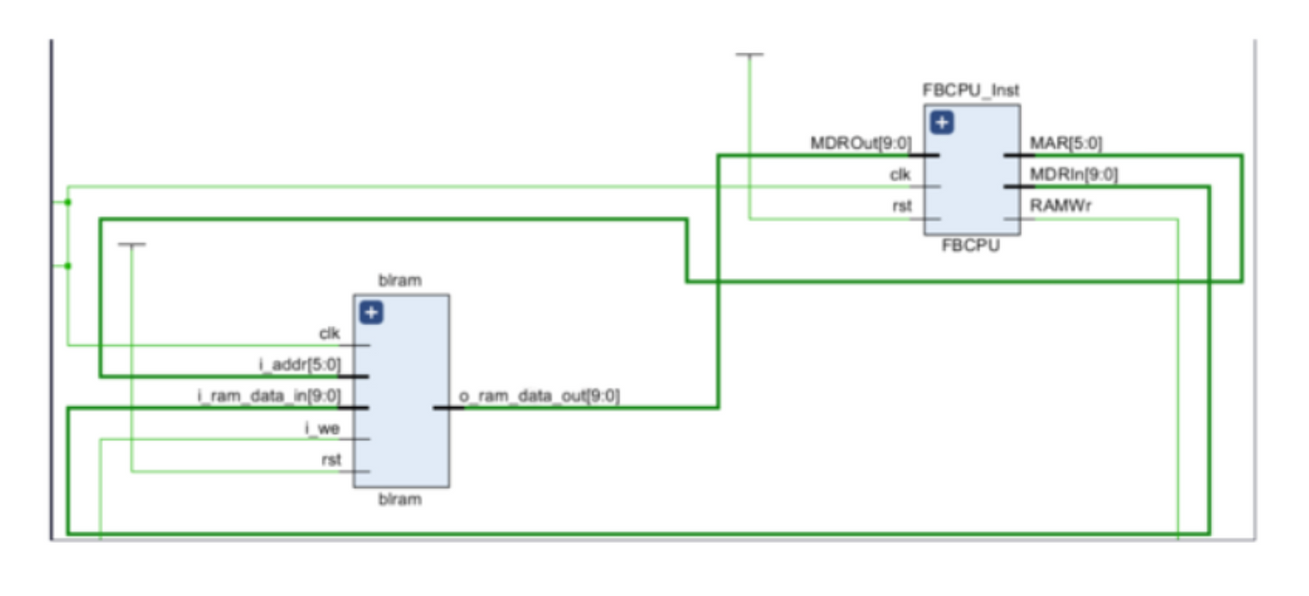 FBCPU_Inst
MDROut[9:0]
MAR[5:0]
clk
MDRIn[9:0]
rst
RAMWr
FBCPU
blram
clk
i_addr[5:0]
i_ram_data_in[9:0]
o_ram_data_out[9:0]
i_we
rst
blram